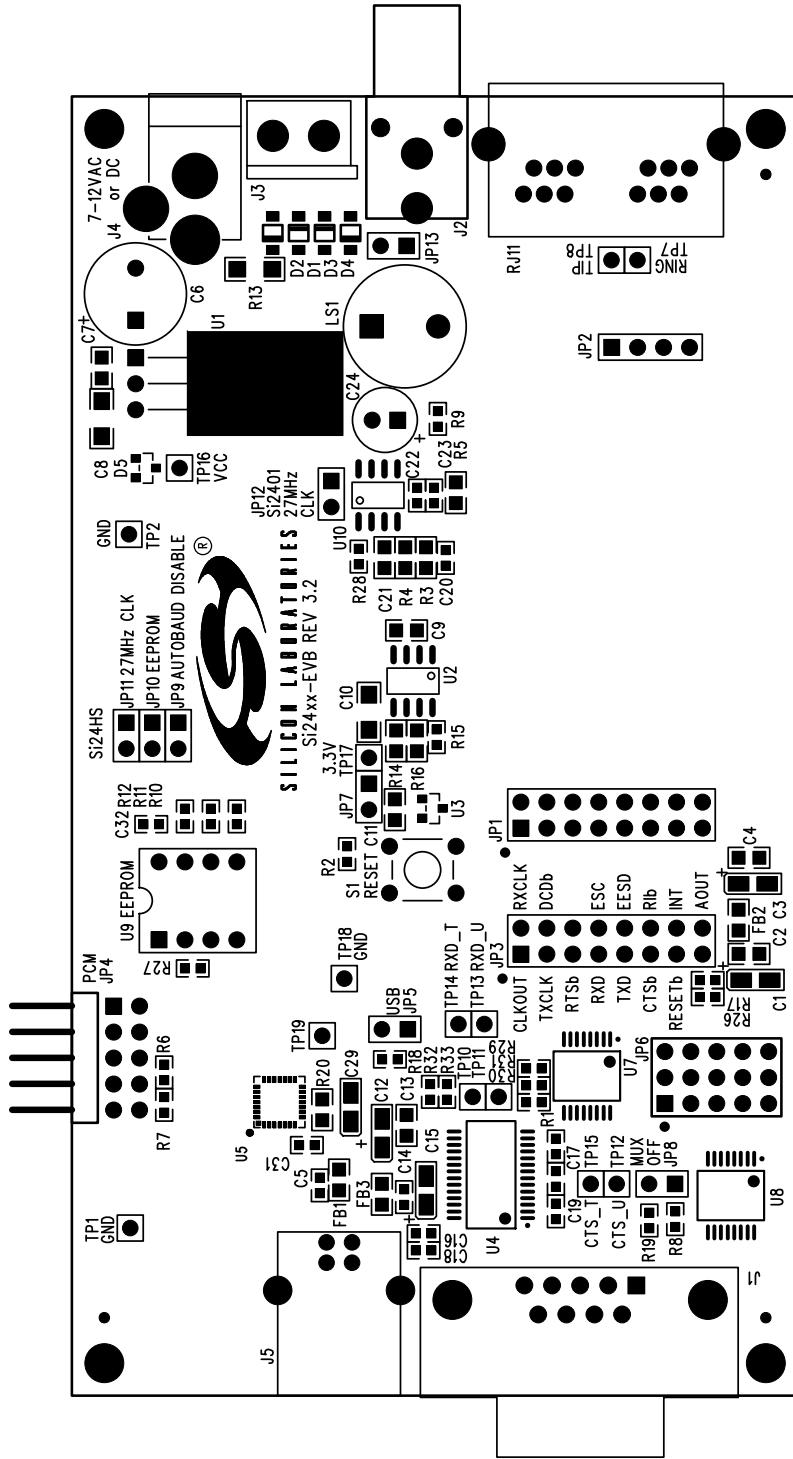 7-12VAC
or DC
J4
J3
J2
RJ11
C7+
C6
R13
D2
D1
D3
D4
JP13
TIP
TP8
RING
TP7
U1
LS1
JP2
C24
+
C8
D5
TP16
VCC
JP12
Si2401
27MHz
CLK
U10
C22
C23
R5
R9
GND
TP2
R28
C21
R4
R3
C20
®
SILICON LABORATORIES
Si24xx-EVB REV 3.2
Si24HS
JP11 27MHz CLK
JP10 EEPROM
JP9 AUTOBAUD DISABLE
C9
U2
C10
3.3V
TP17
JP7
R15
R14
R16
C11
U3
R12
R11
R10
C32
R2
S1
RESET
U9 EEPROM
R27
TP18
GND
JP1
RXCLK
DCDb
ESC
EESD
RIb
INT
AOUT
JP3
CLKOUT
TXCLK
RTSb
RXD
TXD
CTSb
RESETb
C4
+
C3
FB2
C2
+
C1
R17
R26
PCM
JP4
TP14 RXD_T
TP13 RXD_U
USB
JP5
TP19
R6
R7
R20
C29
R18
R32
R33
TP10
TP11
R29
R31
R30
R1
U7
JP6
U5
C31
C12
+
C13
C5
FB1
FB3
C14
C15
+
C16
C18
U4
C17
C19
TP15
TP12
CTS_T
CTS_U
MUX
OFF
JP8
R19
R8
U8
TP1
GND
J5
J1